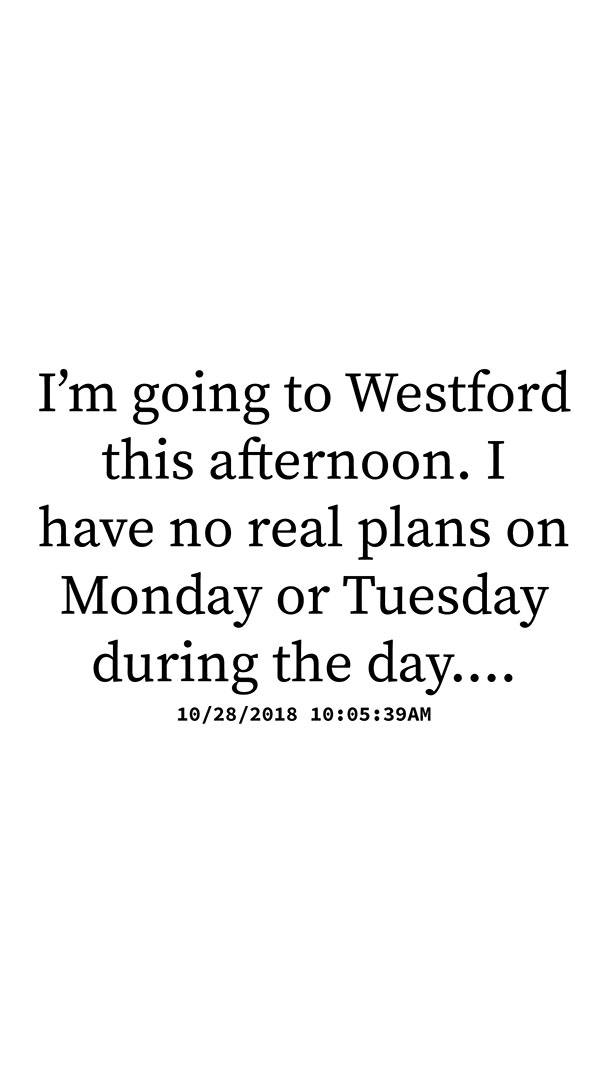 I’m going to Westford
this afternoon. I
have no real plans on
Monday or Tuesday
during the day....
10/28/2018 10:05:39AM